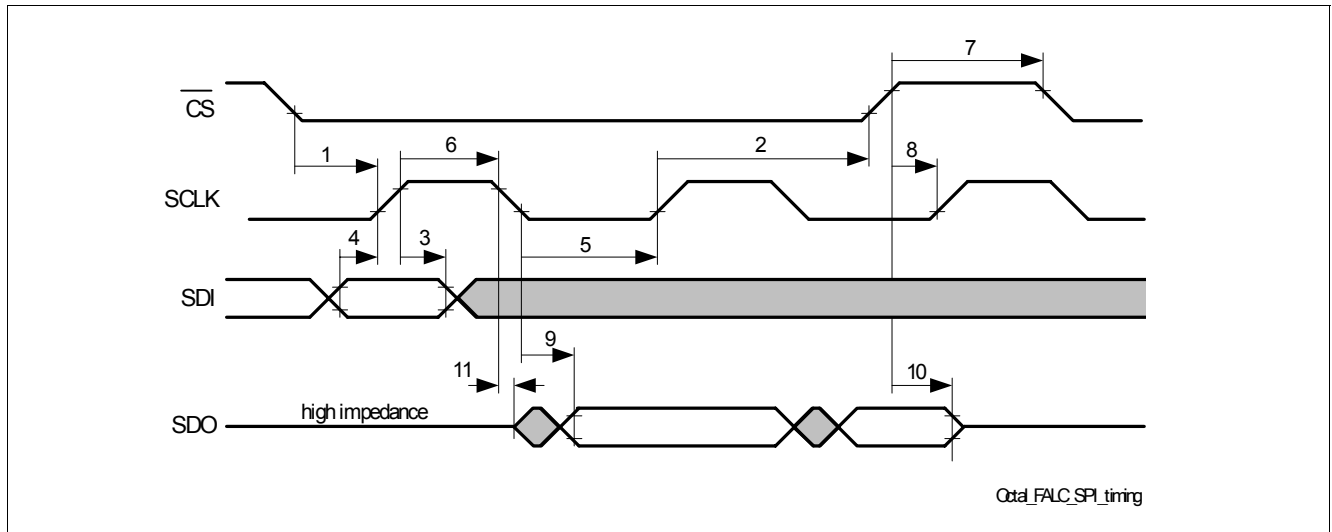 7
CS
1
6
2
8
SCLK
4
3
5
SDI
9
11
10
high impedance
SDO
Octal_FALC_SPI_timing